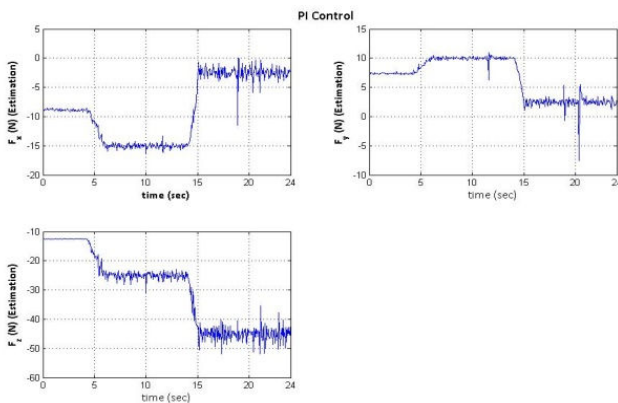 PI Control
F_x (N) (Estimation)
5
0
-5
-10
-15
-20
0 5 10 15 20 24
time (sec)
F_y (N) (Estimation)
15
10
5
0
-5
-10
0 5 10 15 20 24
time (sec)
F_z (N) (Estimation)
-10
-20
-30
-40
-50
-60
0 5 10 15 20 24
time (sec)